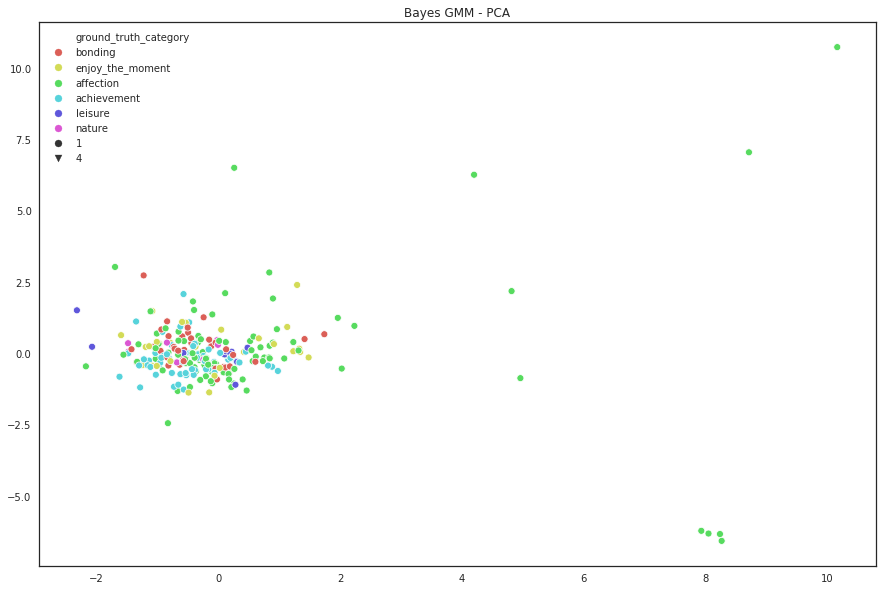 Bayes GMM - PCA
ground_truth_category
bonding
enjoy_the_moment
affection
achievement
leisure
nature
1
4
10.0
7.5
5.0
2.5
0.0
−2.5
−5.0
−2
0
2
4
6
8
10